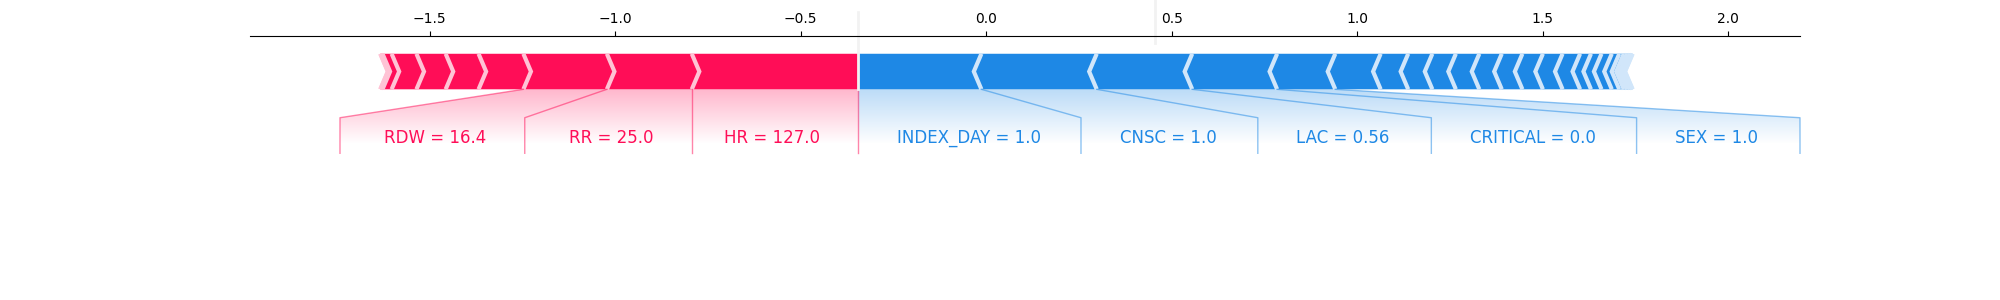 −1.5 −1.0 −0.5 0.0 0.5 1.0 1.5 2.0
RDW = 16.4 RR = 25.0 HR = 127.0 INDEX_DAY = 1.0 CNSC = 1.0 LAC = 0.56 CRITICAL = 0.0 SEX = 1.0